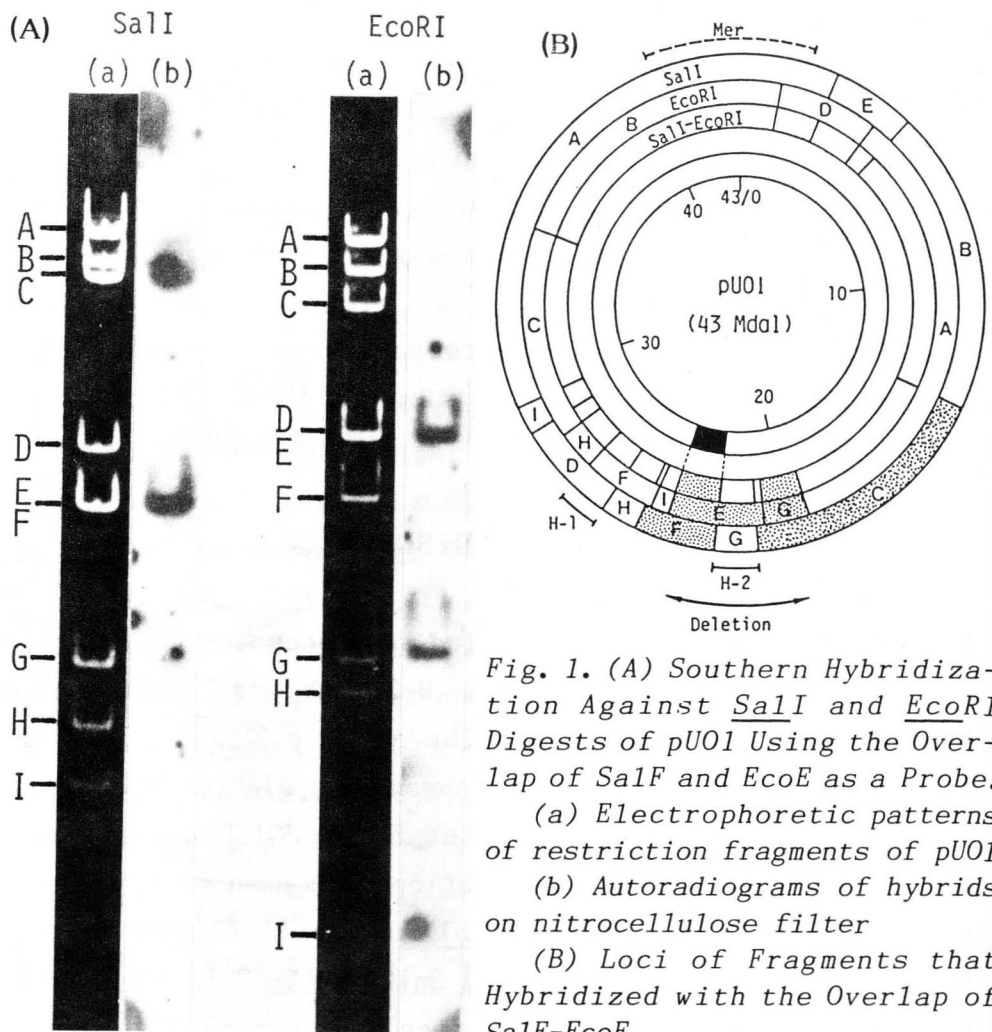 (A)
SalI
EcoRI
(a) (b)
(a) (b)
A
B
C
D
E
F
G
H
I
A
B
C
D
E
F
G
H
I
(B)
Mer
SalI
EcoRI
SalI-EcoRI
A
B
D
E
B
A
C
C
I
D
H
H
F
F
I
E
G
G
43/0
40
10
30
20
pUO1
(43 Mdal)
H-1
H-2
Deletion
Fig. 1. (A) Southern Hybridiza-
tion Against SalI and EcoRI
Digests of pUO1 Using the Over-
lap of SalF and EcoE as a Probe.
(a) Electrophoretic patterns
of restriction fragments of pUO1
(b) Autoradiograms of hybrids
on nitrocellulose filter
(B) Loci of Fragments that
Hybridized with the Overlap of
SalF-EcoE